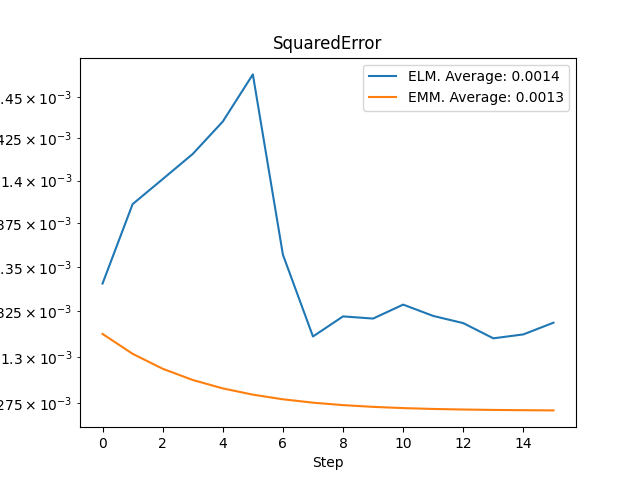 SquaredError
ELM. Average: 0.0014
EMM. Average: 0.0013
.45 × 10⁻³
425 × 10⁻³
1.4 × 10⁻³
375 × 10⁻³
.35 × 10⁻³
325 × 10⁻³
1.3 × 10⁻³
275 × 10⁻³
0 2 4 6 8 10 12 14
Step